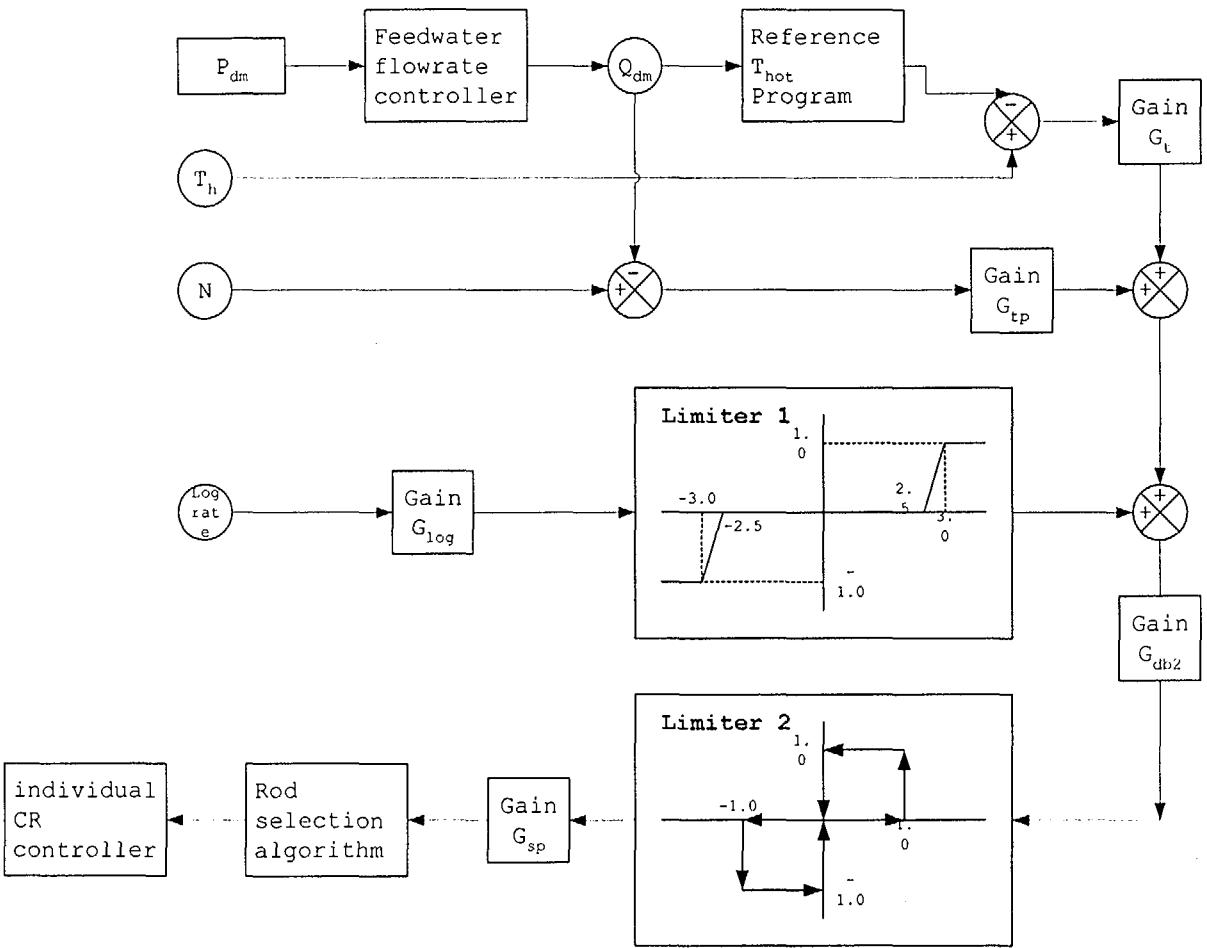 P_dm
Feedwater
flowrate
controller
Q_dm
Reference
T_hot
Program
-
+
Gain
G_t
T_h
N
-
+
Gain
G_tp
+
+
Limiter 1
1.
0
2.
5
3.
0
-3.0
-2.5
-
1.0
Log
rat
e
Gain
G_log
+
+
Gain
G_db2
Limiter 2
1.
0
-1.0
1.
0
-
1.0
Gain
G_sp
Rod
selection
algorithm
individual
CR
controller